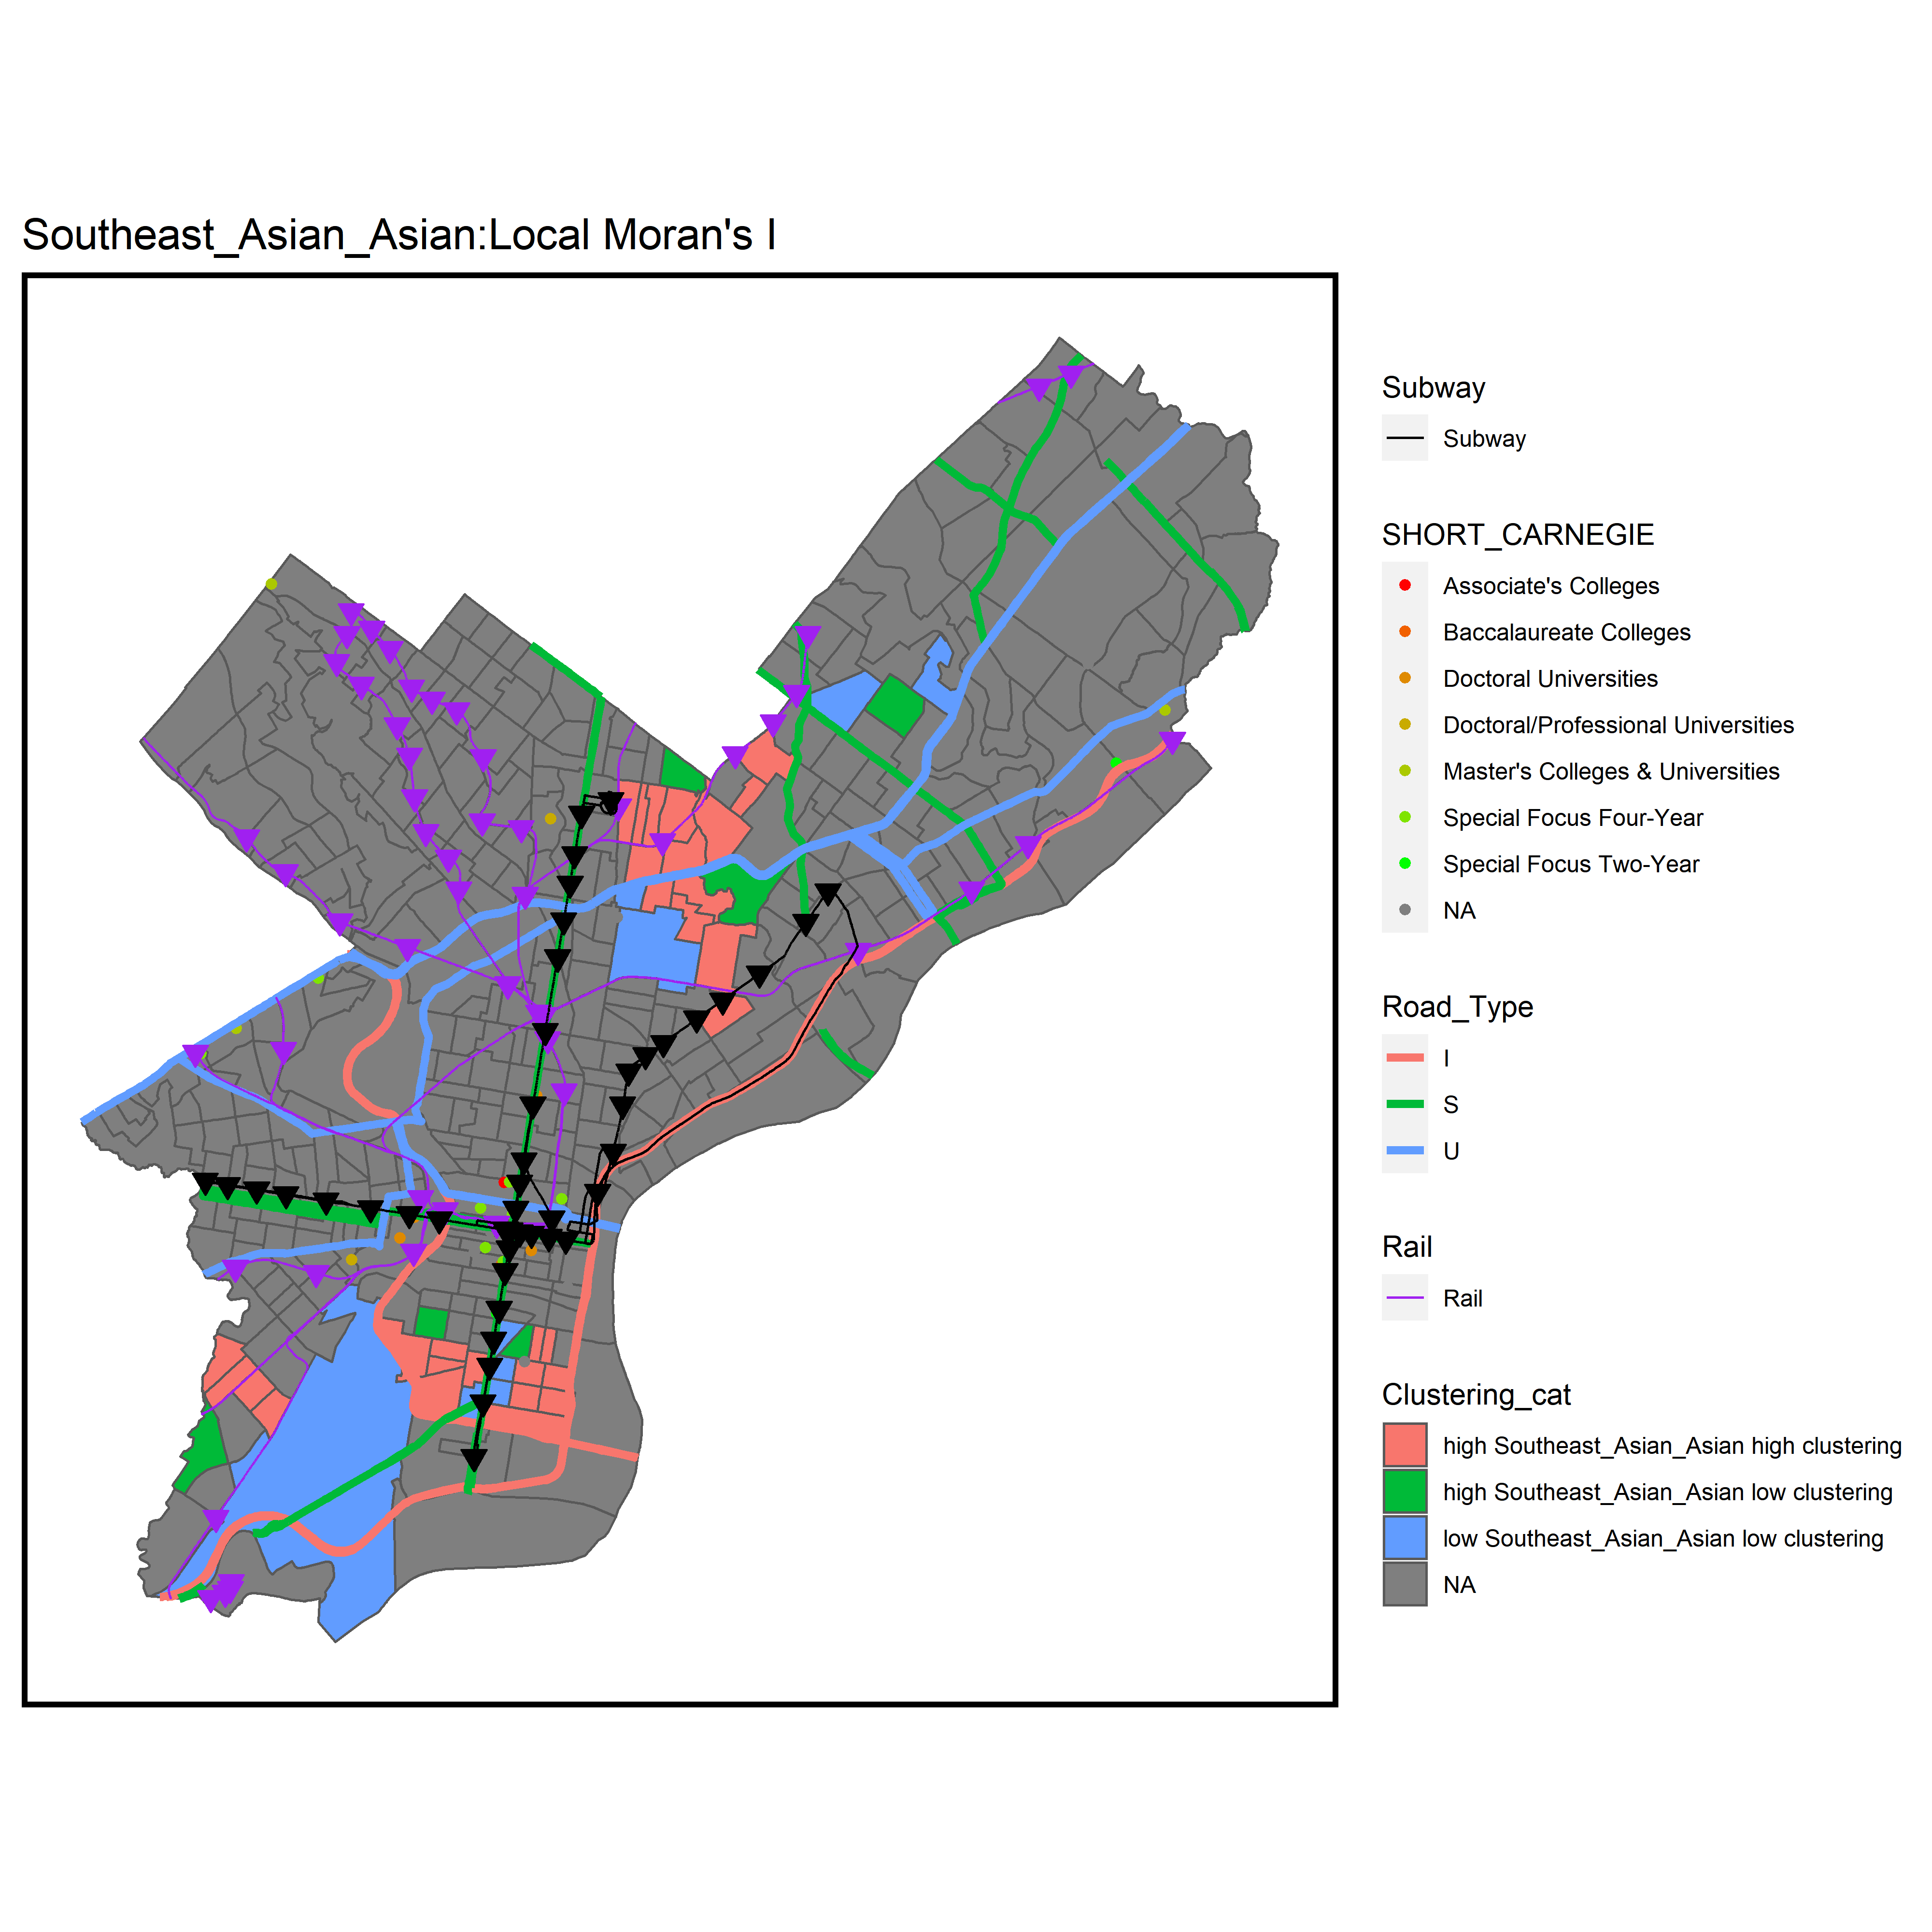 Southeast_Asian_Asian:Local Moran's I
Subway
Subway
SHORT_CARNEGIE
Associate's Colleges
Baccalaureate Colleges
Doctoral Universities
Doctoral/Professional Universities
Master's Colleges & Universities
Special Focus Four-Year
Special Focus Two-Year
NA
Road_Type
I
S
U
Rail
Rail
Clustering_cat
high Southeast_Asian_Asian high clustering
high Southeast_Asian_Asian low clustering
low Southeast_Asian_Asian low clustering
NA